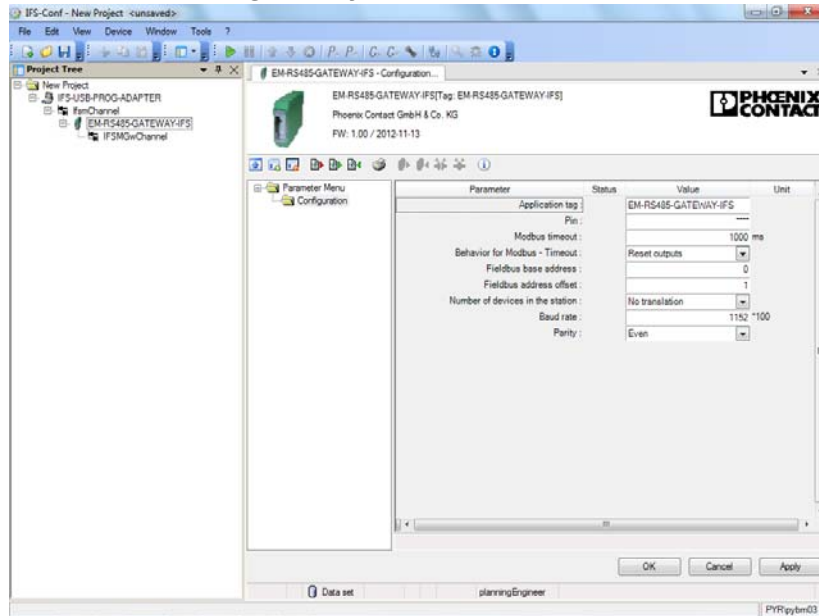 IFS-Conf - New Project <unsaved>
File Edit View Device Window Tools ?
Project Tree
New Project
IFS-USB-PROG-ADAPTER
IfsmChannel
EM-RS485-GATEWAY-IFS
IFSMGwChannel
EM-RS485-GATEWAY-IFS - Configuration...
EM-RS485-GATEWAY-IFS[Tag: EM-RS485-GATEWAY-IFS]
Phoenix Contact GmbH & Co. KG
FW: 1.00 / 2012-11-13
PHŒNIX
CONTACT
Parameter Menu
Configuration
Parameter Status Value Unit
Application tag : EM-RS485-GATEWAY-IFS
Pin : ----
Modbus timeout : 1000 ms
Behavior for Modbus - Timeout : Reset outputs
Fieldbus base address : 0
Fieldbus address offset : 1
Number of devices in the station : No translation
Baud rate : 1152 *100
Parity : Even
OK Cancel Apply
Data set planningEngineer
PYR\pybm03